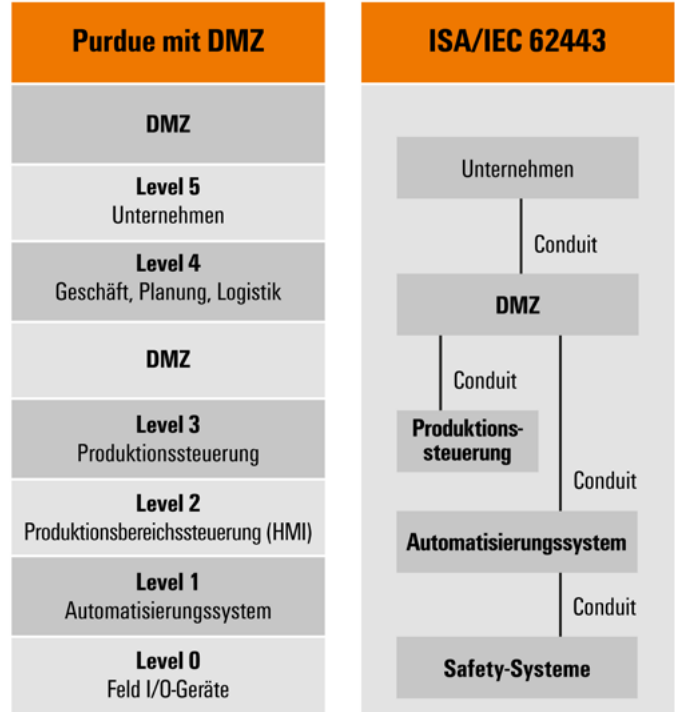 Purdue mit DMZ
DMZ
Level 5
Unternehmen
Level 4
Geschäft, Planung, Logistik
DMZ
Level 3
Produktionssteuerung
Level 2
Produktionsbereichssteuerung (HMI)
Level 1
Automatisierungssystem
Level 0
Feld I/O-Geräte
ISA/IEC 62443
Unternehmen
Conduit
DMZ
Conduit
Produktions-
steuerung
Conduit
Automatisierungssystem
Conduit
Safety-Systeme